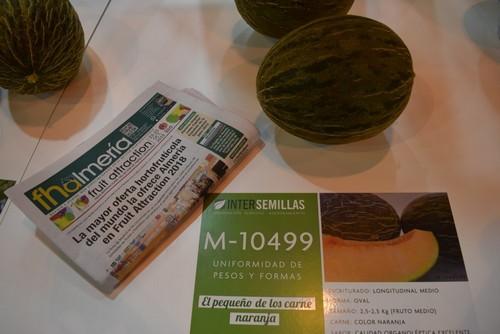 fhalmería
fruit attraction
La mayor oferta hortofrutícola
del mundo la ofrece Almería
en Fruit Attraction 2018
INTERSEMILLAS
M-10499
UNIFORMIDAD DE
PESOS Y FORMAS
El pequeño de los carne
naranja
ESCRITURADO: LONGITUDINAL MEDIO
FORMA: OVAL
TAMAÑO: 2,5-2,5 KG (FRUTO MEDIO)
CARNE: COLOR NARANJA
SABOR: CALIDAD ORGANOLÉPTICA EXCELENTE